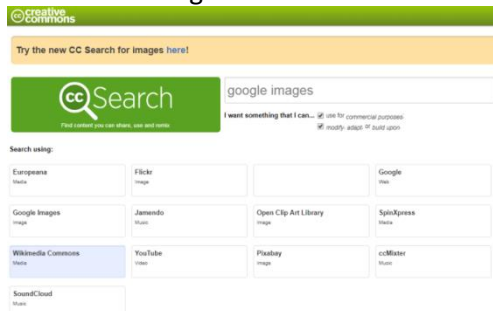 creative commons
Try the new CC Search for images here!
cc Search
Find content you can share, use and remix
google images
I want something that I can... use for commercial purposes
modify, adapt, or build upon
Search using:
Europeana
Media
Flickr
Image
Google
Web
Google Images
Image
Jamendo
Music
Open Clip Art Library
Image
SpinXpress
Media
Wikimedia Commons
Media
YouTube
Video
Pixabay
Image
ccMixter
Music
SoundCloud
Music